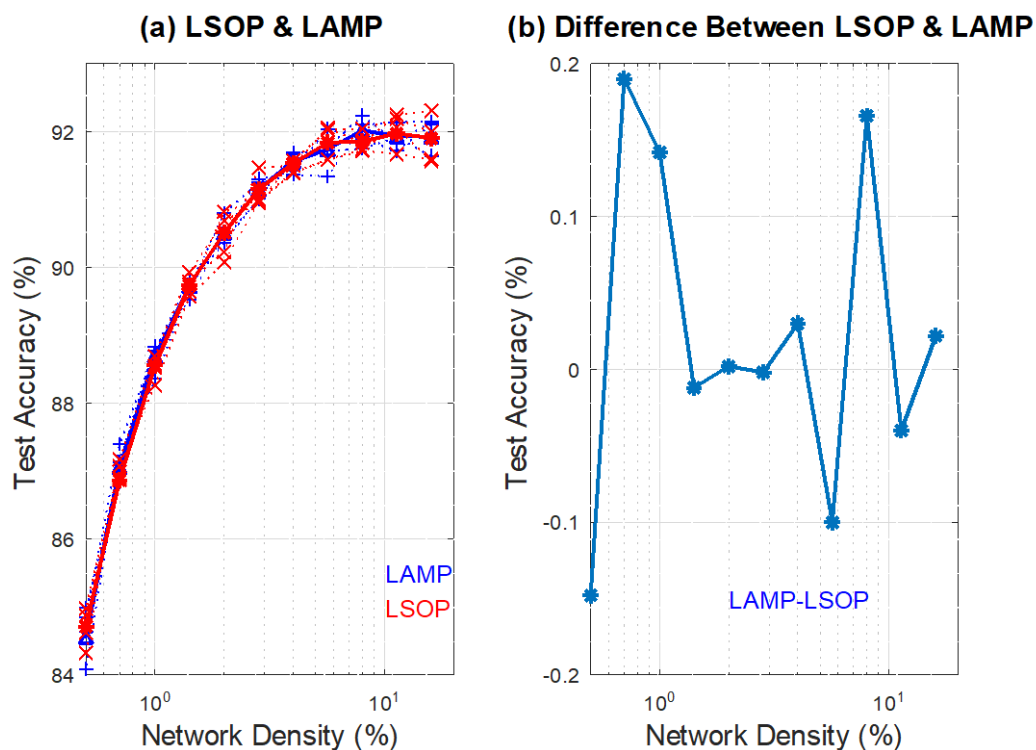 (a) LSOP & LAMP
Test Accuracy (%)
92
90
88
86
84
LAMP
LSOP
10⁰
10¹
Network Density (%)
(b) Difference Between LSOP & LAMP
Test Accuracy (%)
0.2
0.1
0
-0.1
-0.2
LAMP-LSOP
10⁰
10¹
Network Density (%)